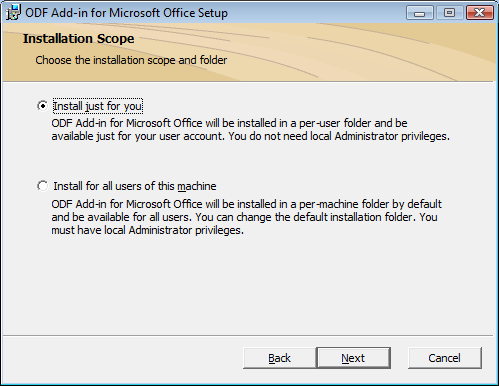 ODF Add-in for Microsoft Office Setup
Installation Scope
Choose the installation scope and folder
Install just for you
ODF Add-in for Microsoft Office will be installed in a per-user folder and be
available just for your user account. You do not need local Administrator privileges.
Install for all users of this machine
ODF Add-in for Microsoft Office will be installed in a per-machine folder by default
and be available for all users. You can change the default installation folder. You
must have local Administrator privileges.
Back Next Cancel